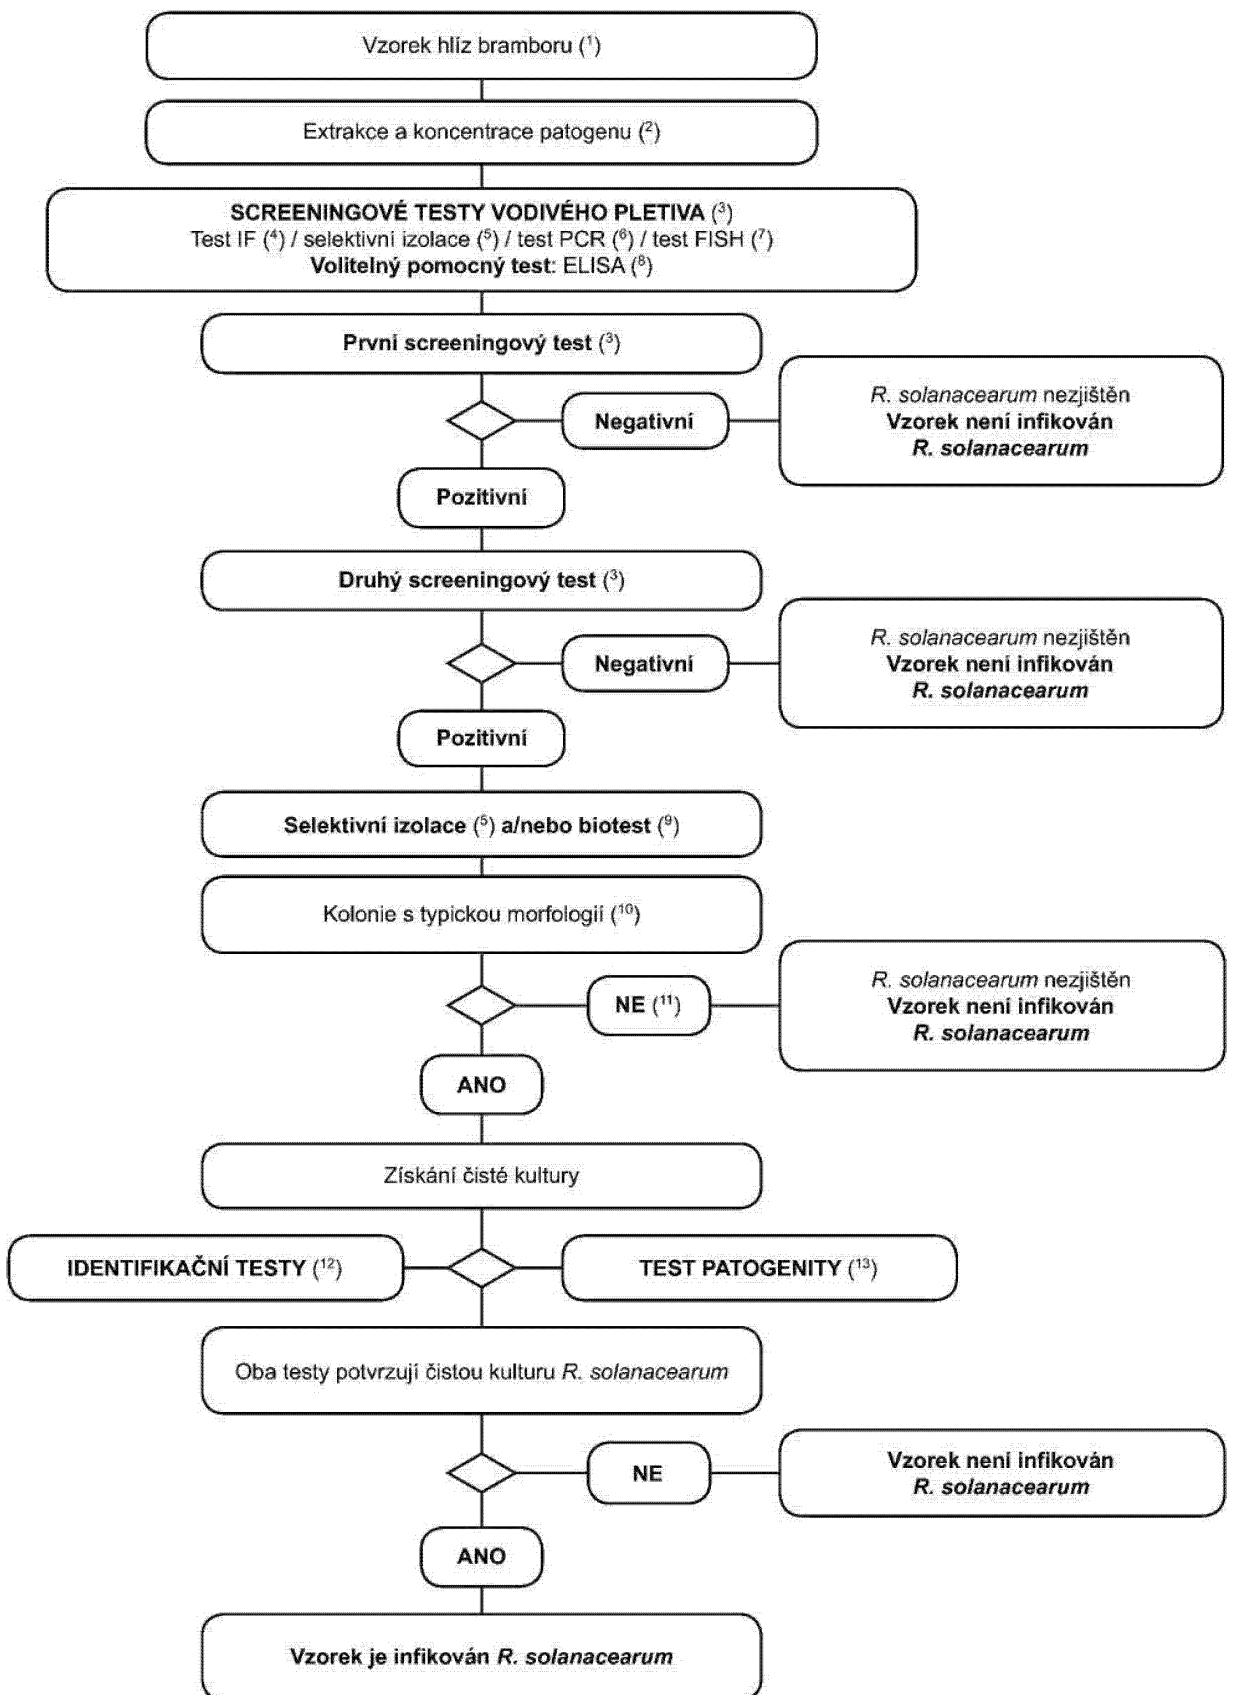 Vzorek hlíz bramboru (¹)
Extrakce a koncentrace patogenu (²)
SCREENINGOVÉ TESTY VODIVÉHO PLETIVA (³)
Test IF (⁴) / selektivní izolace (⁵) / test PCR (⁶) / test FISH (⁷)
Volitelný pomocný test: ELISA (⁸)
První screeningový test (³)
Negativní
R. solanacearum nezjištěn
Vzorek není infikován
R. solanacearum
Pozitivní
Druhý screeningový test (³)
Negativní
R. solanacearum nezjištěn
Vzorek není infikován
R. solanacearum
Pozitivní
Selektivní izolace (⁵) a/nebo biotest (⁹)
Kolonie s typickou morfologií (¹⁰)
NE (¹¹)
R. solanacearum nezjištěn
Vzorek není infikován
R. solanacearum
ANO
Získání čisté kultury
IDENTIFIKAČNÍ TESTY (¹²)
TEST PATOGENITY (¹³)
Oba testy potvrzují čistou kulturu R. solanacearum
NE
Vzorek není infikován
R. solanacearum
ANO
Vzorek je infikován R. solanacearum